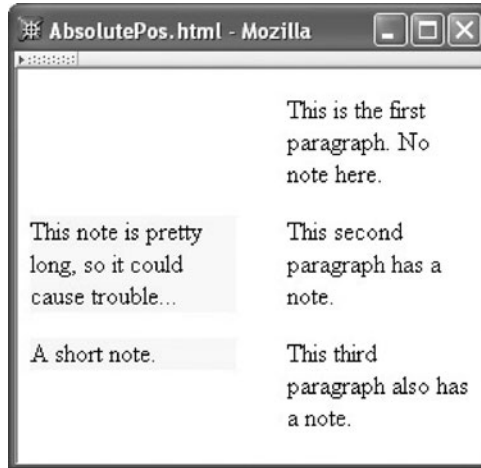 AbsolutePos.html - Mozilla
This is the first
paragraph. No
note here.
This note is pretty
long, so it could
cause trouble...
This second
paragraph has a
note.
A short note.
This third
paragraph also has
a note.